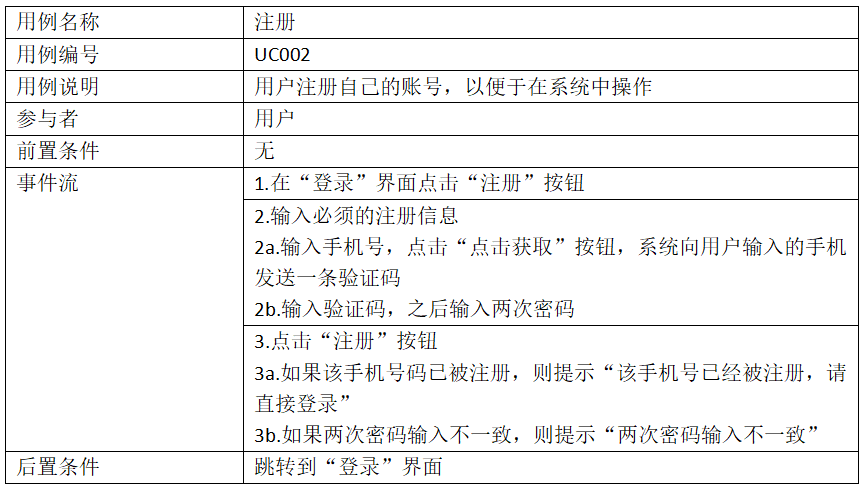 用例名称 注册
用例编号 UC002
用例说明 用户注册自己的账号，以便于在系统中操作
参与者 用户
前置条件 无
事件流 1.在“登录”界面点击“注册”按钮
2.输入必须的注册信息
2a.输入手机号，点击“点击获取”按钮，系统向用户输入的手机
发送一条验证码
2b.输入验证码，之后输入两次密码
3.点击“注册”按钮
3a.如果该手机号码已被注册，则提示“该手机号已经被注册，请
直接登录”
3b.如果两次密码输入不一致，则提示“两次密码输入不一致”
后置条件 跳转到“登录”界面